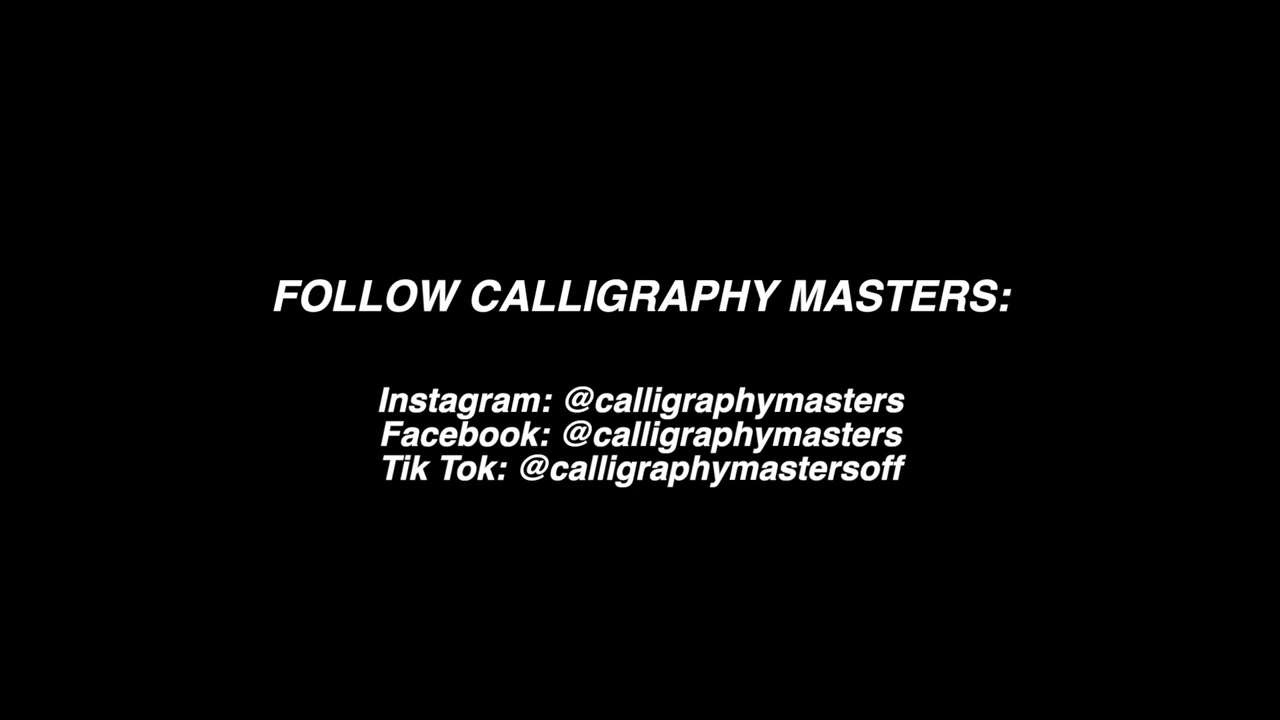 FOLLOW CALLIGRAPHY MASTERS:
Instagram: @calligraphymasters
Facebook: @calligraphymasters
Tik Tok: @calligraphymastersoff